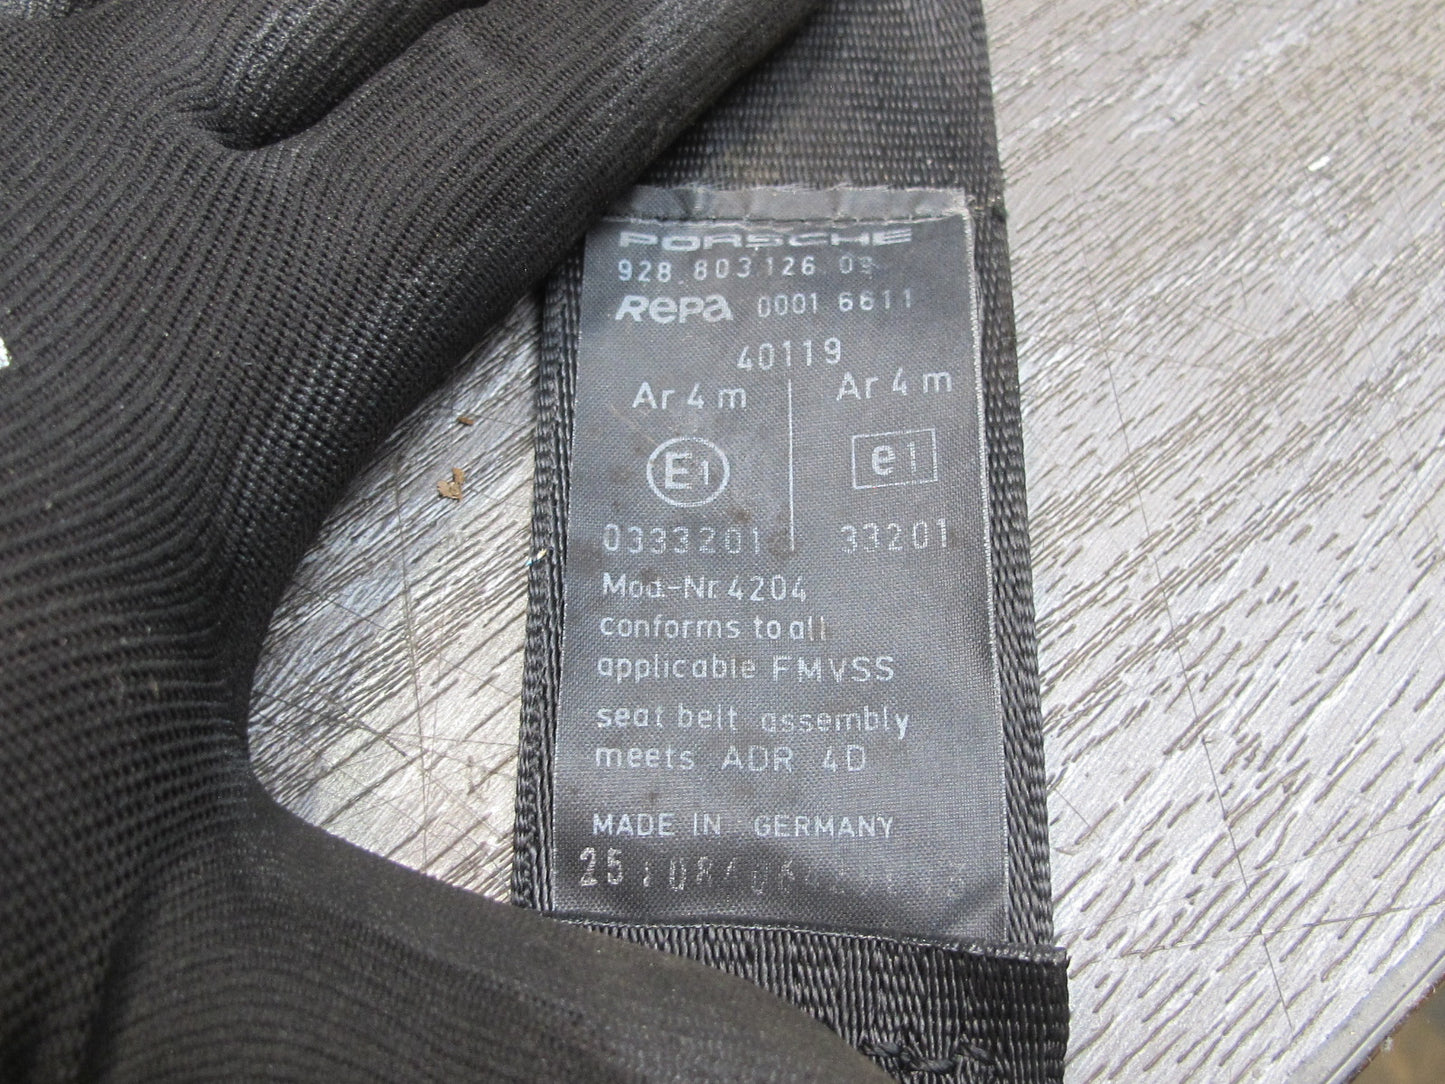 PORSCHE
928 803 126 09
Repa 0001 6611
40119
Ar 4 m Ar 4 m
E1 e1
0333201 33201
Mod.-Nr. 4204
conforms to all
applicable FMVSS
seat belt assembly
meets ADR 4D
MADE IN GERMANY
25